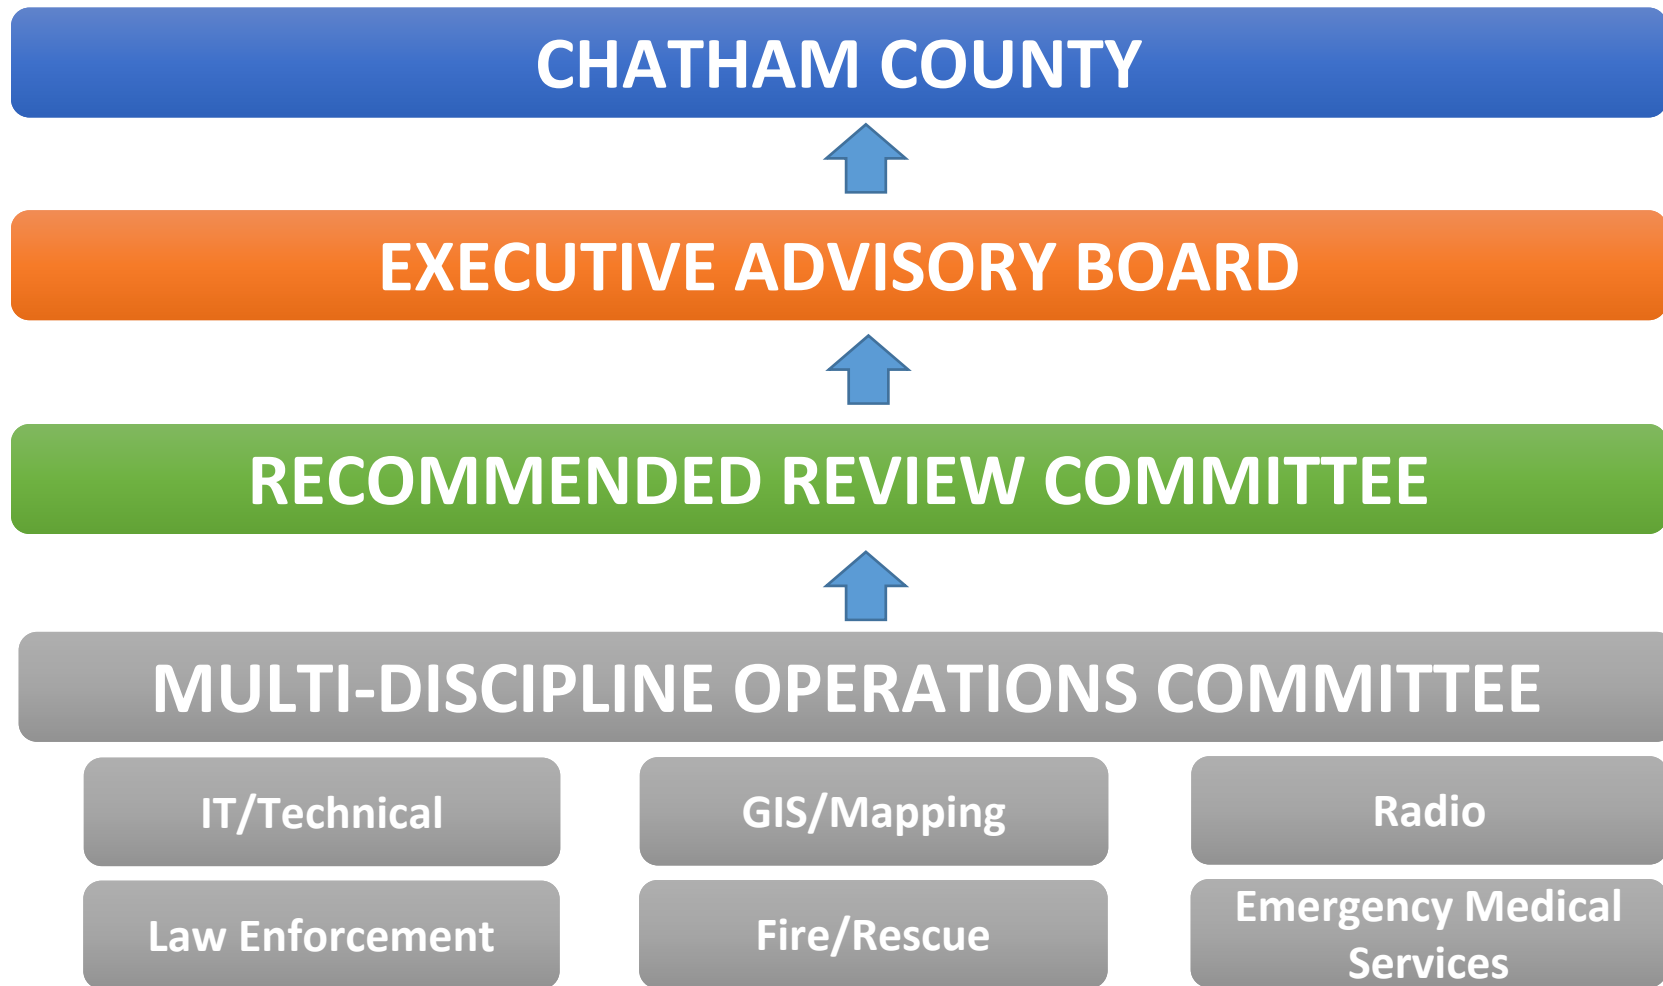 CHATHAM COUNTY
EXECUTIVE ADVISORY BOARD
RECOMMENDED REVIEW COMMITTEE
MULTI-DISCIPLINE OPERATIONS COMMITTEE
IT/Technical
GIS/Mapping
Radio
Law Enforcement
Fire/Rescue
Emergency Medical
Services